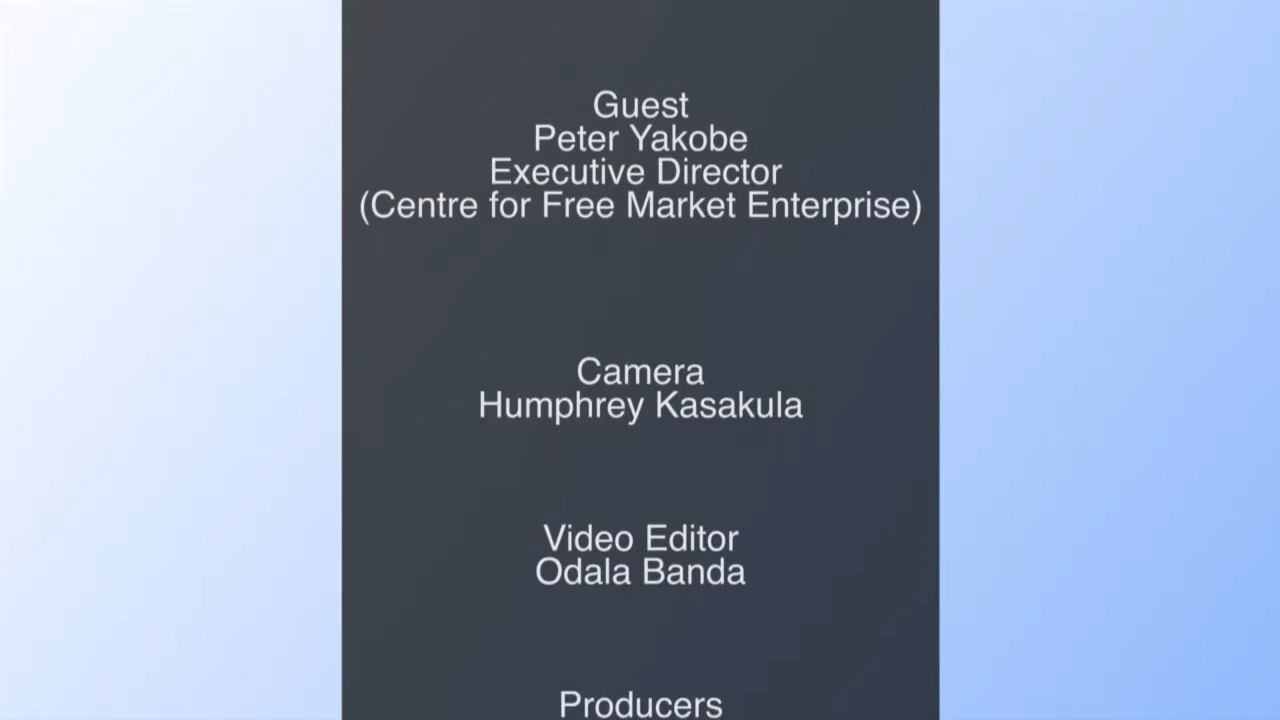 Guest
Peter Yakobe
Executive Director
(Centre for Free Market Enterprise)
Camera
Humphrey Kasakula
Video Editor
Odala Banda
Producers